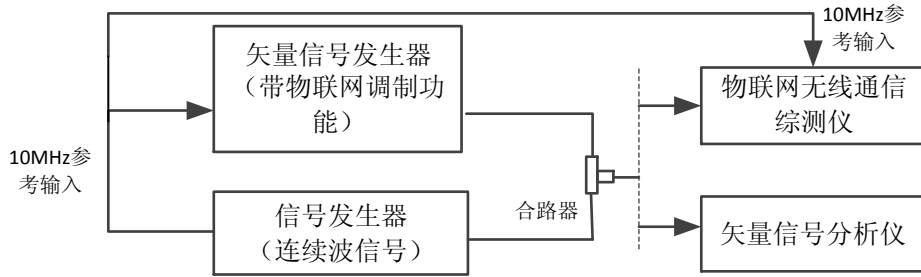 10MHz参
考输入
矢量信号发生器
（带物联网调制功
能）
物联网无线通信
综测仪
10MHz参
考输入
合路器
信号发生器
（连续波信号）
矢量信号分析仪